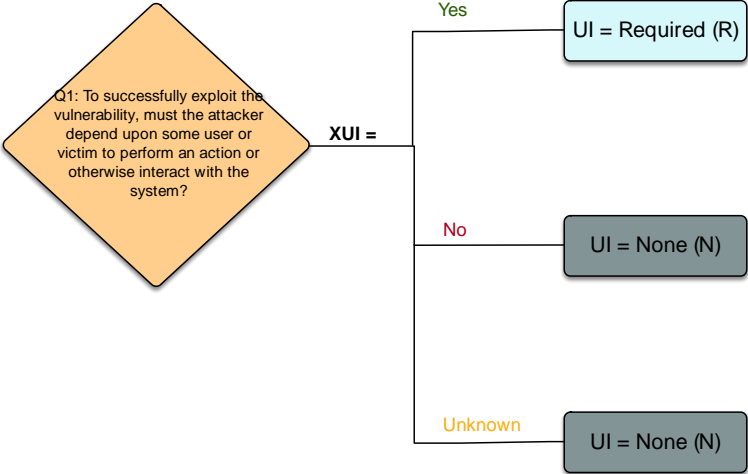 Yes
UI = Required (R)
Q1: To successfully exploit the
vulnerability, must the attacker
depend upon some user or
victim to perform an action or
otherwise interact with the
system?
XUI =
No
UI = None (N)
Unknown
UI = None (N)